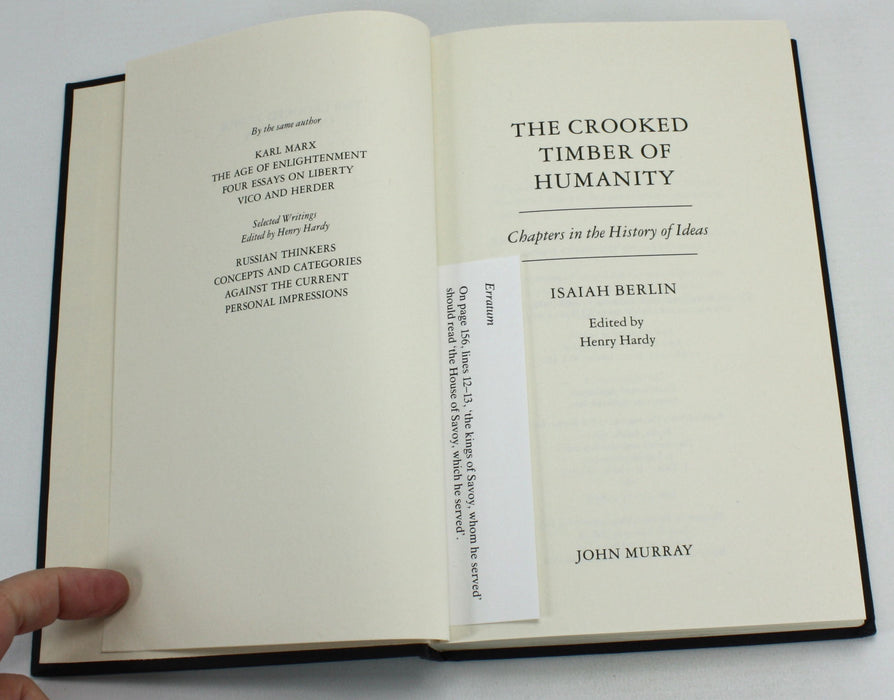 By the same author
KARL MARX
THE AGE OF ENLIGHTENMENT
FOUR ESSAYS ON LIBERTY
VICO AND HERDER
Selected Writings
Edited by Henry Hardy
RUSSIAN THINKERS
CONCEPTS AND CATEGORIES
AGAINST THE CURRENT
PERSONAL IMPRESSIONS
Erratum
On page 156, lines 12–13, 'the kings of Savoy, whom he served'
should read 'the House of Savoy, which he served'.
THE CROOKED
TIMBER OF
HUMANITY
Chapters in the History of Ideas
ISAIAH BERLIN
Edited by
Henry Hardy
JOHN MURRAY